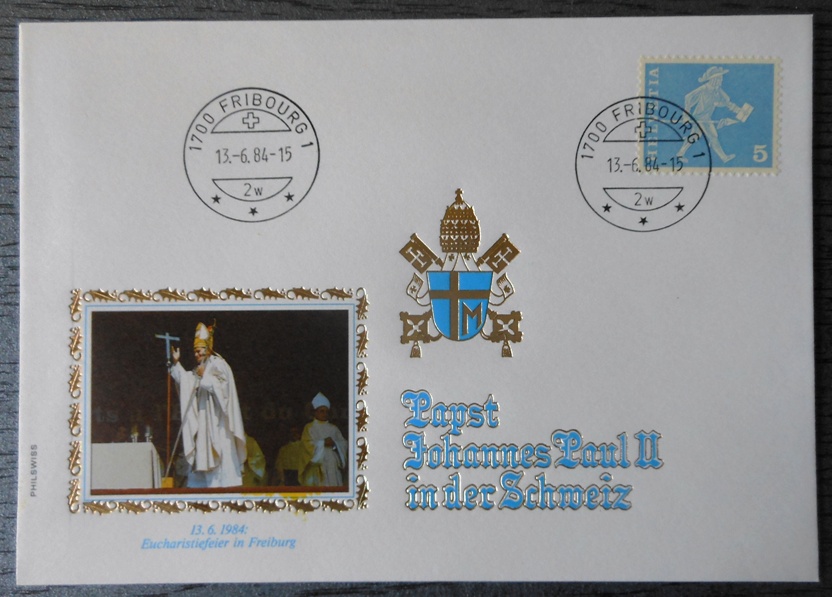 1700 FRIBOURG 1
13.-6.84-15
2w
HELVETIA
5
1700 FRIBOURG 1
13.-6.84-15
2w
M
Papst
Johannes Paul II
in der Schweiz
PHILSWISS
13.6.1984:
Eucharistiefeier in Freiburg